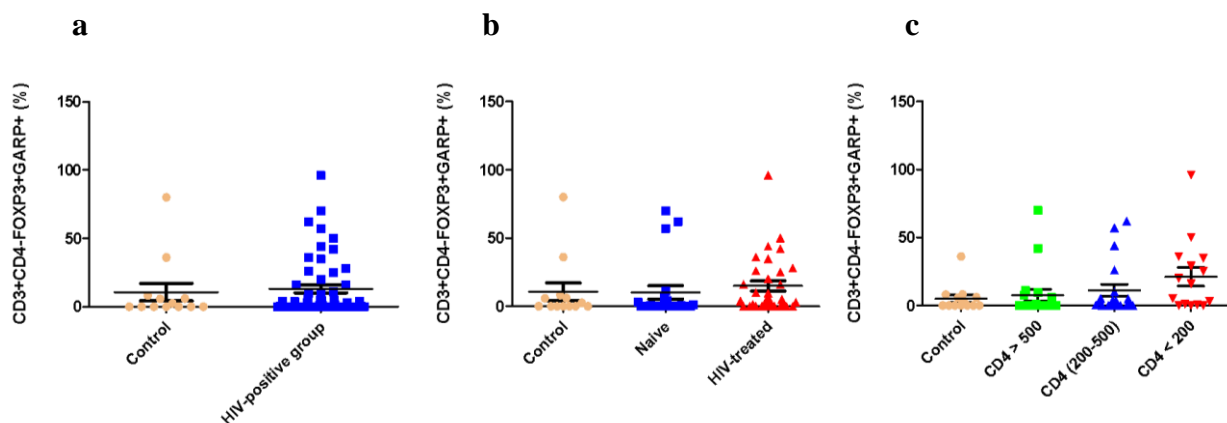 a
CD3+CD4-FOXP3+GARP+ (%)
150
100
50
0
Control
HIV-positive group
b
CD3+CD4-FOXP3+GARP+ (%)
150
100
50
0
Control
Naive
HIV-treated
c
CD3+CD4-FOXP3+GARP+ (%)
150
100
50
0
Control
CD4 > 500
CD4 (200-500)
CD4 < 200